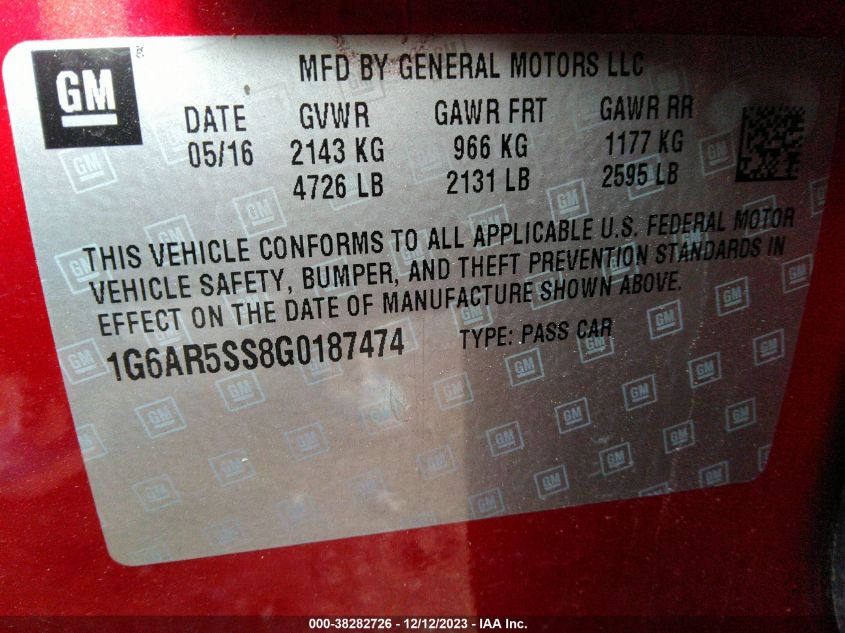 GM
MFD BY GENERAL MOTORS LLC
DATE GVWR GAWR FRT GAWR RR
05/16 2143 KG 966 KG 1177 KG
4726 LB 2131 LB 2595 LB
THIS VEHICLE CONFORMS TO ALL APPLICABLE U.S. FEDERAL MOTOR
VEHICLE SAFETY, BUMPER, AND THEFT PREVENTION STANDARDS IN
EFFECT ON THE DATE OF MANUFACTURE SHOWN ABOVE.
1G6AR5SS8G0187474 TYPE: PASS CAR
000-38282726 - 12/12/2023 - IAA Inc.